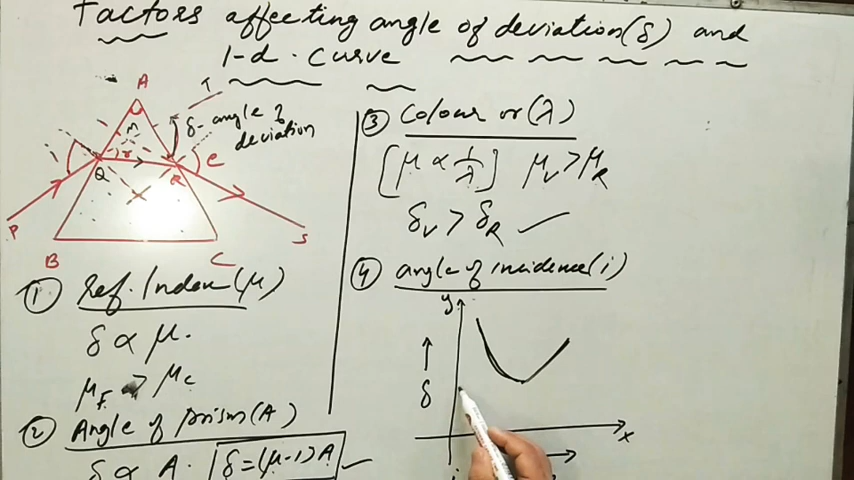 Factors affecting angle of deviation(δ) and
i-d. Curve
A
T
M
δ- angle of
deviation
Q
r
R
e
P
S
B
C
① Ref. Index(μ)
δ ∝ μ.
μF > μC
② Angle of prism(A)
δ ∝ A. δ=(μ-1)A
③ Colour or(λ)
[μ ∝ 1/λ] μV > μR
δV > δR
④ angle of incidence(i)
y
δ
x
i